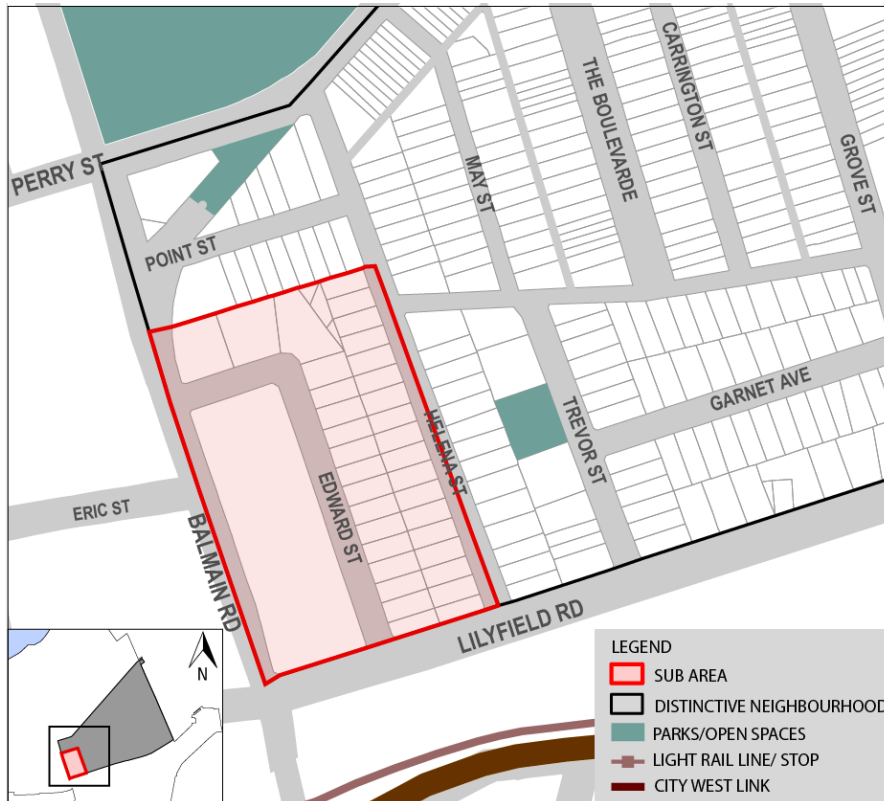 CARRINGTON ST
THE BOULEVARDE
PERRY ST
MAY ST
GROVE ST
POINT ST
GARNET AVE
HELENA ST
TREVOR ST
EDWARD ST
ERIC ST
BALMAIN RD
LILYFIELD RD
N
LEGEND
SUB AREA
DISTINCTIVE NEIGHBOURHOOD
PARKS/OPEN SPACES
LIGHT RAIL LINE/ STOP
CITY WEST LINK